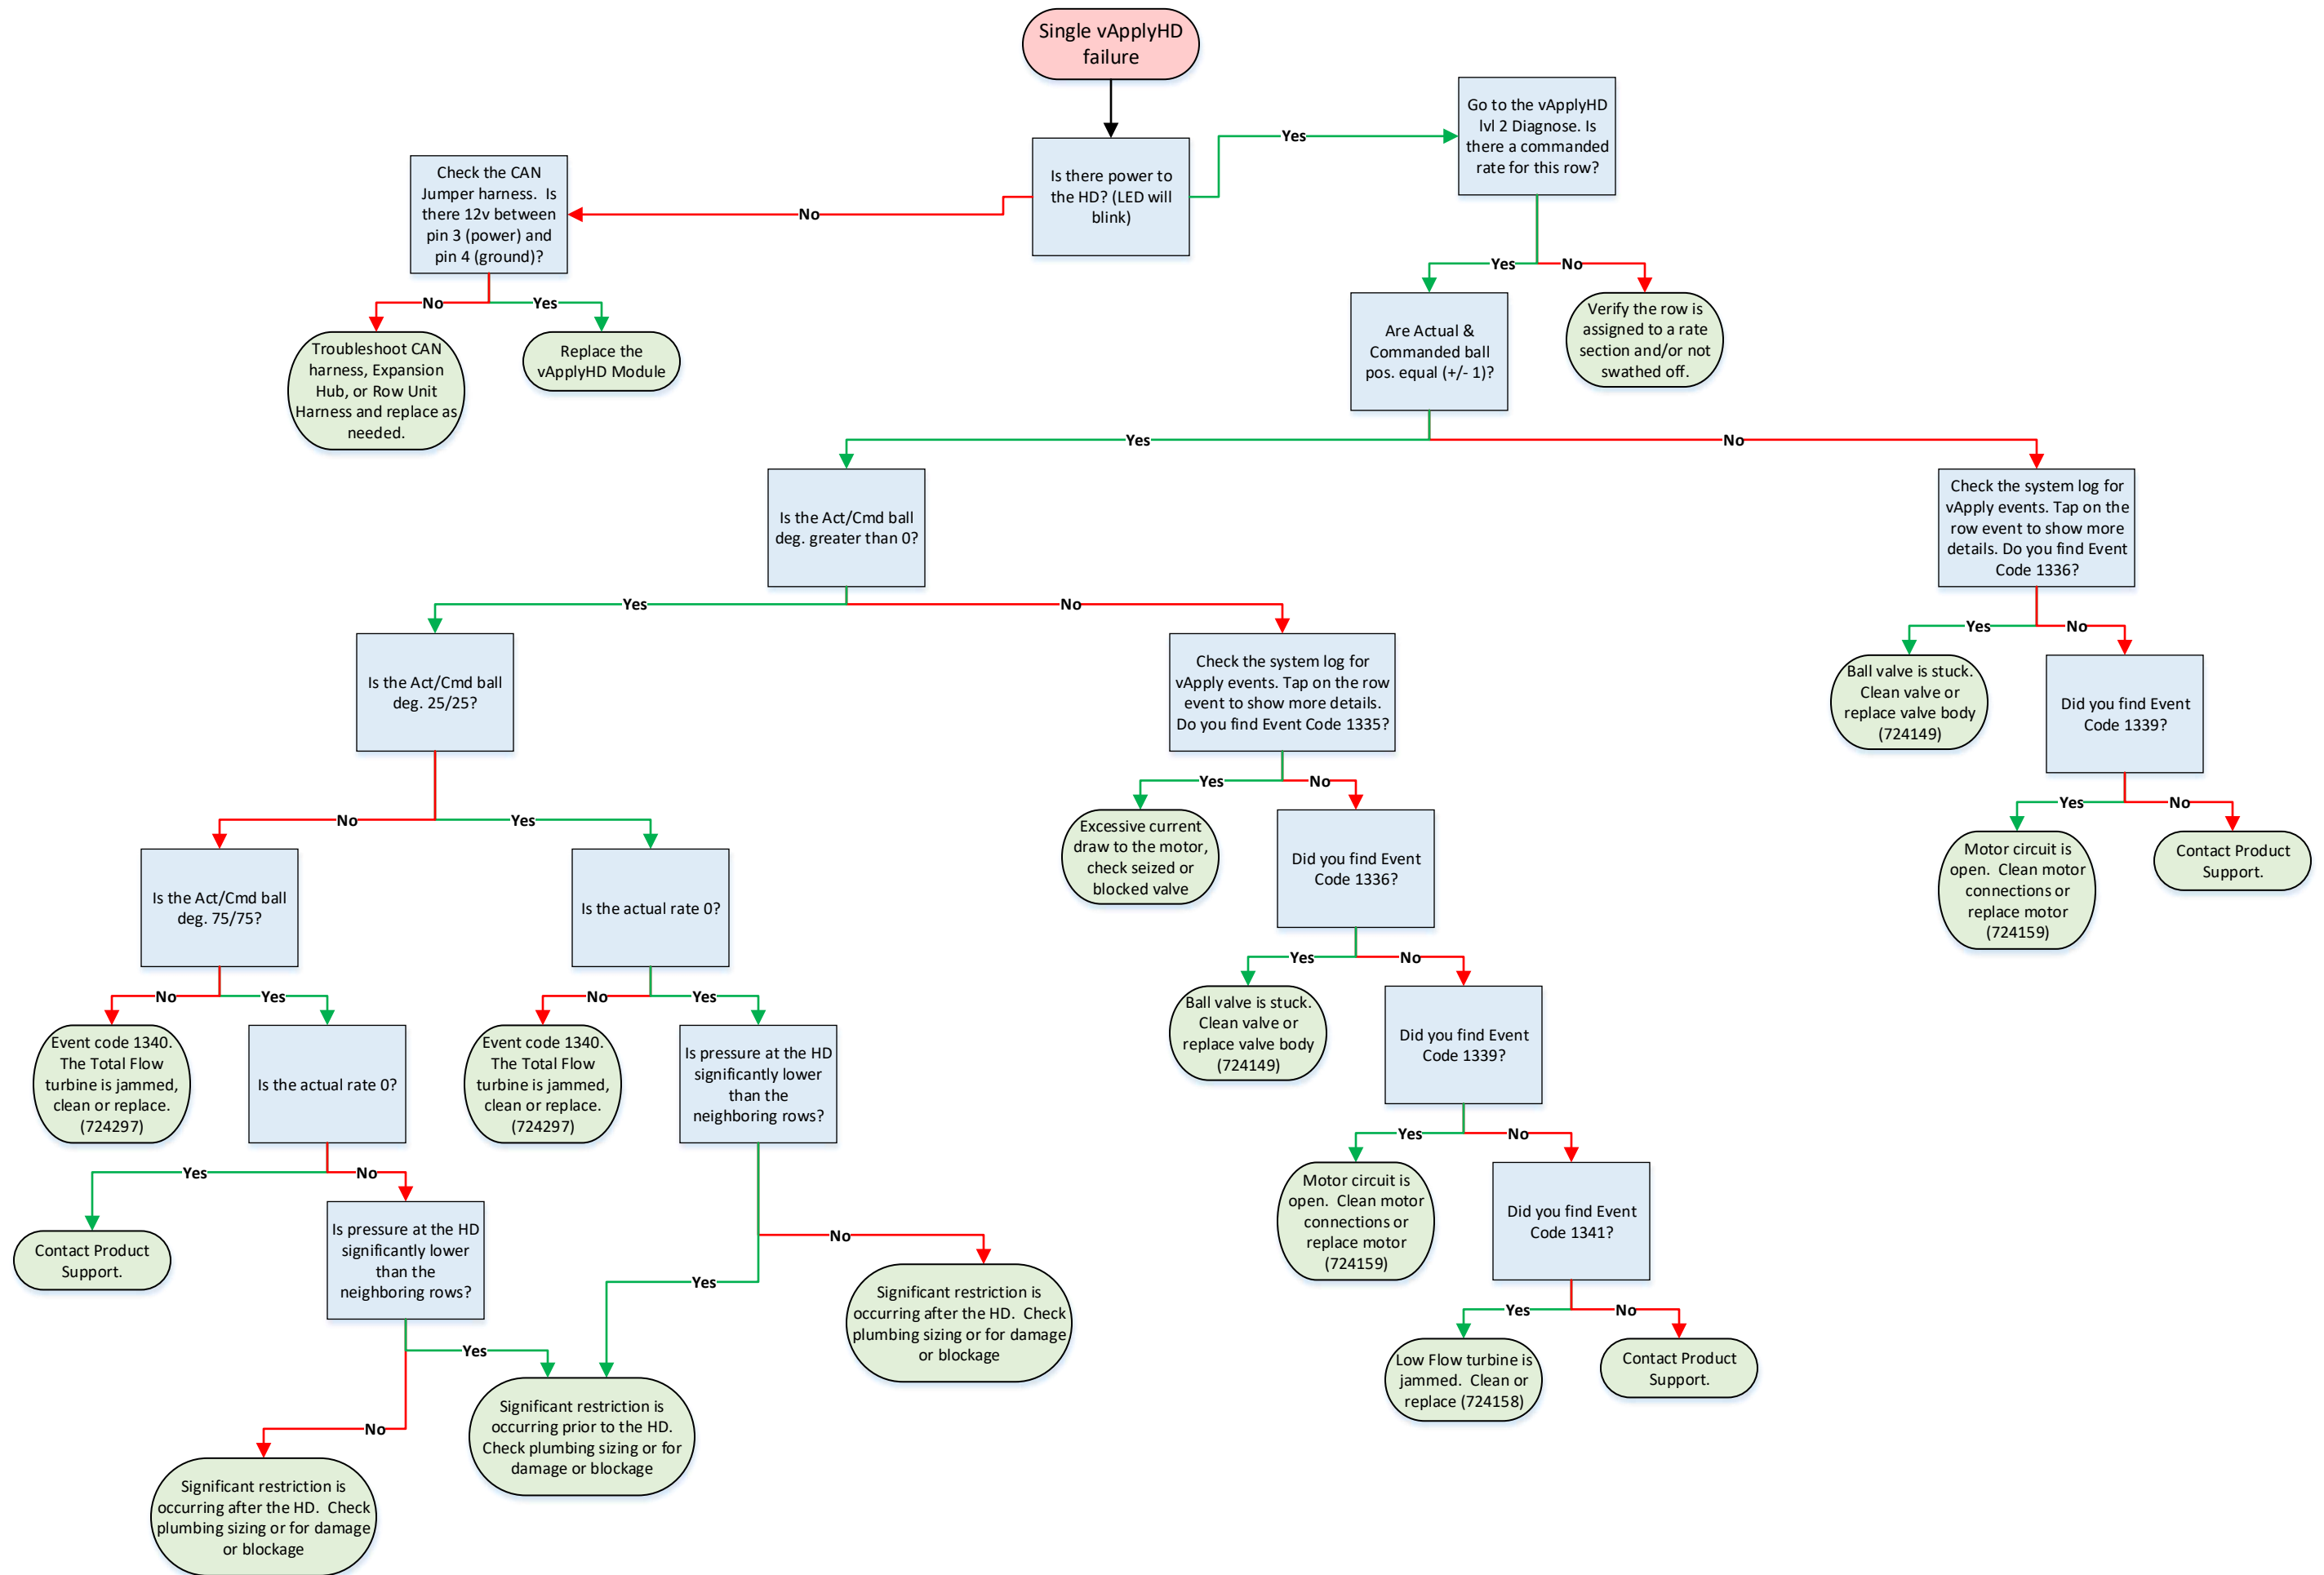 Single vApplyHD
failure
Go to the vApplyHD
lvl 2 Diagnose. Is
there a commanded
rate for this row?
Yes
Is there power to
the HD? (LED will
blink)
No
Check the CAN
Jumper harness.  Is
there 12v between
pin 3 (power) and
pin 4 (ground)?
No
Yes
Troubleshoot CAN
harness, Expansion
Hub, or Row Unit
Harness and replace as
needed.
Replace the
vApplyHD Module
Yes
No
Are Actual &
Commanded ball
pos. equal (+/- 1)?
Verify the row is
assigned to a rate
section and/or not
swathed off.
Yes
No
Is the Act/Cmd ball
deg. greater than 0?
Check the system log for
vApply events. Tap on the
row event to show more
details. Do you find Event
Code 1336?
Yes
No
Yes
No
Is the Act/Cmd ball
deg. 25/25?
Check the system log for
vApply events. Tap on the row
event to show more details.
Do you find Event Code 1335?
Ball valve is stuck.
Clean valve or
replace valve body
(724149)
Did you find Event
Code 1339?
No
Yes
Yes
No
Yes
No
Is the Act/Cmd ball
deg. 75/75?
Is the actual rate 0?
Excessive current
draw to the motor,
check seized or
blocked valve
Did you find Event
Code 1336?
Motor circuit is
open.  Clean motor
connections or
replace motor
(724159)
Contact Product
Support.
No
Yes
No
Yes
Yes
No
Event code 1340.
The Total Flow
turbine is jammed,
clean or replace.
(724297)
Is the actual rate 0?
Event code 1340.
The Total Flow
turbine is jammed,
clean or replace.
(724297)
Is pressure at the HD
significantly lower
than the
neighboring rows?
Ball valve is stuck.
Clean valve or
replace valve body
(724149)
Did you find Event
Code 1339?
Yes
No
Yes
No
Contact Product
Support.
Is pressure at the HD
significantly lower
than the
neighboring rows?
No
Yes
Motor circuit is
open.  Clean motor
connections or
replace motor
(724159)
Did you find Event
Code 1341?
Significant restriction is
occurring after the HD.  Check
plumbing sizing or for damage
or blockage
Yes
No
Yes
No
Significant restriction is
occurring prior to the HD.
Check plumbing sizing or for
damage or blockage
Low Flow turbine is
jammed.  Clean or
replace (724158)
Contact Product
Support.
Significant restriction is
occurring after the HD.  Check
plumbing sizing or for damage
or blockage